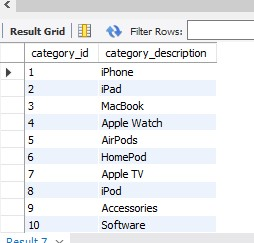 Result Grid Filter Rows:
category_id category_description
1 iPhone
2 iPad
3 MacBook
4 Apple Watch
5 AirPods
6 HomePod
7 Apple TV
8 iPod
9 Accessories
10 Software
Result 7